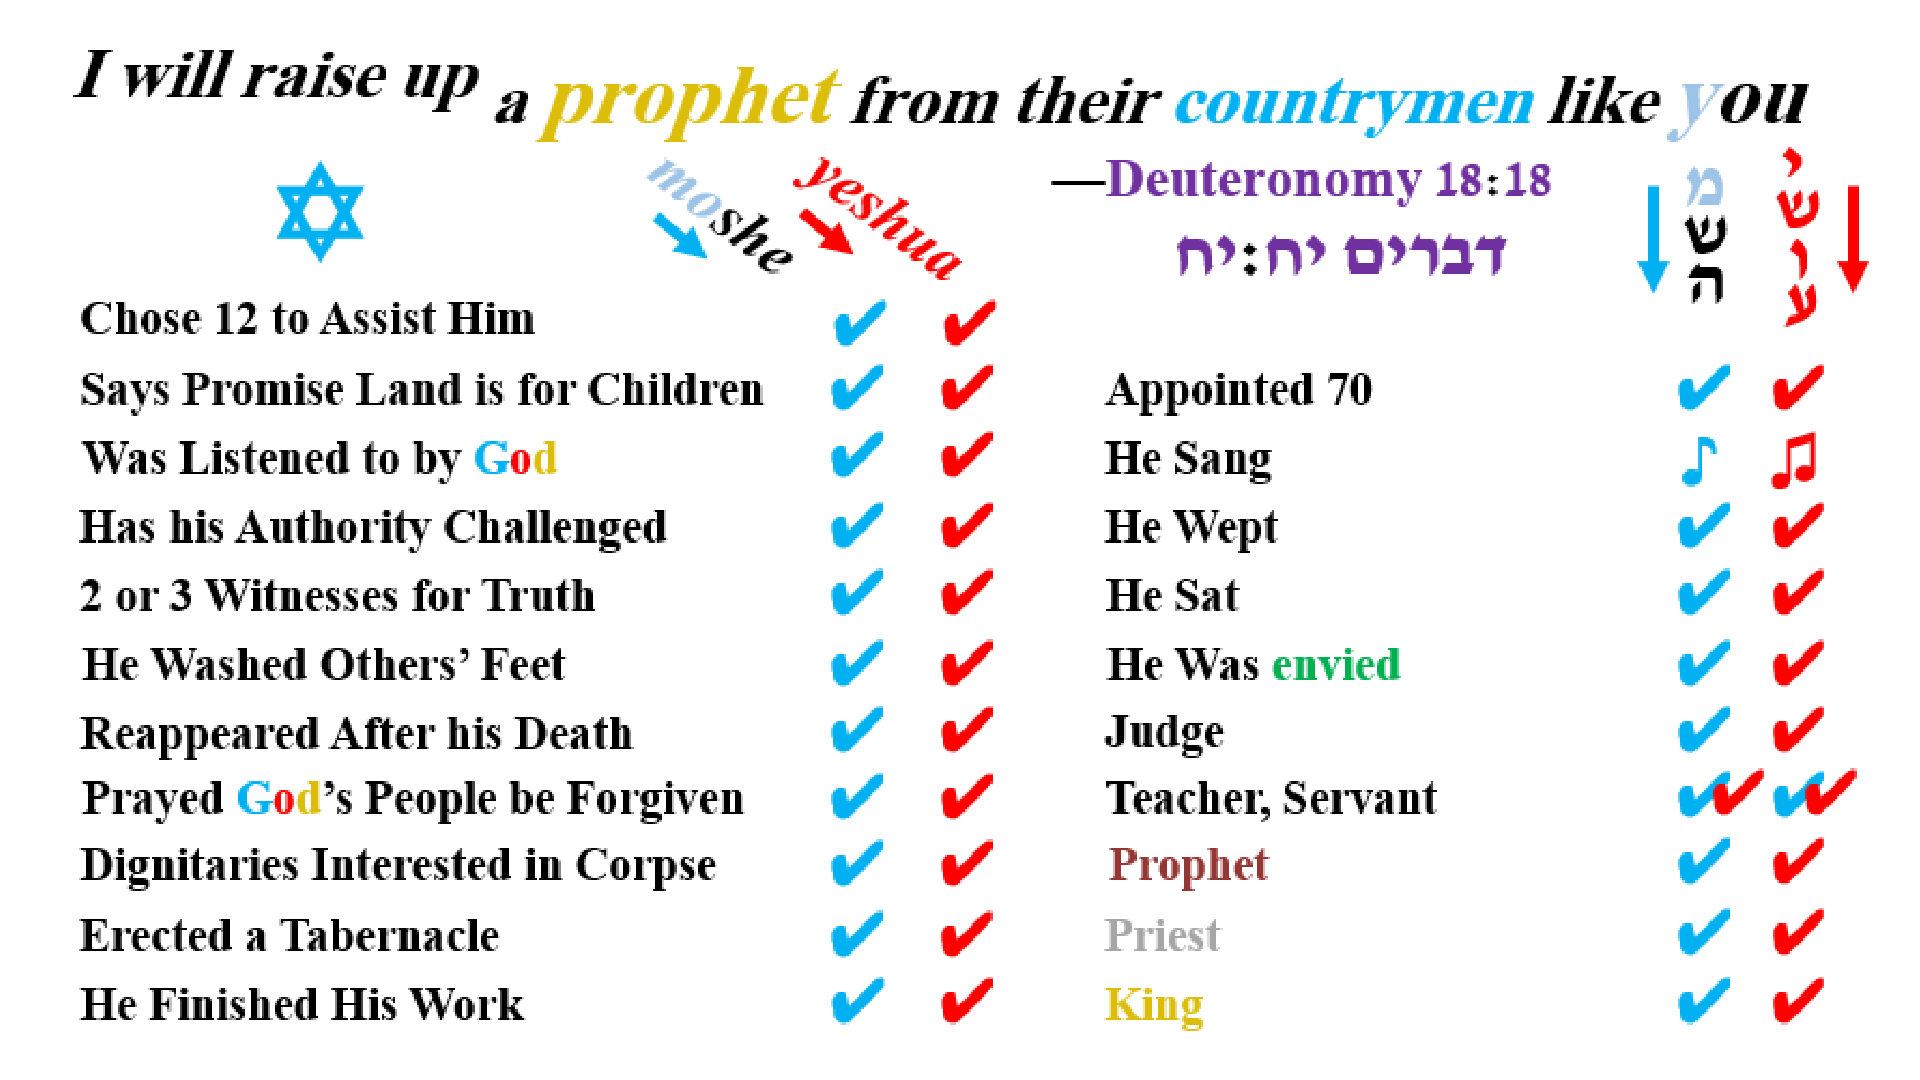 I will raise up a prophet from their countrymen like you
moshe
yeshua
—Deuteronomy 18:18
דברים יח:יח
משה
ישוע
Chose 12 to Assist Him
Says Promise Land is for Children
Was Listened to by God
Has his Authority Challenged
2 or 3 Witnesses for Truth
He Washed Others’ Feet
Reappeared After his Death
Prayed God’s People be Forgiven
Dignitaries Interested in Corpse
Erected a Tabernacle
He Finished His Work
Appointed 70
He Sang
He Wept
He Sat
He Was envied
Judge
Teacher, Servant
Prophet
Priest
King